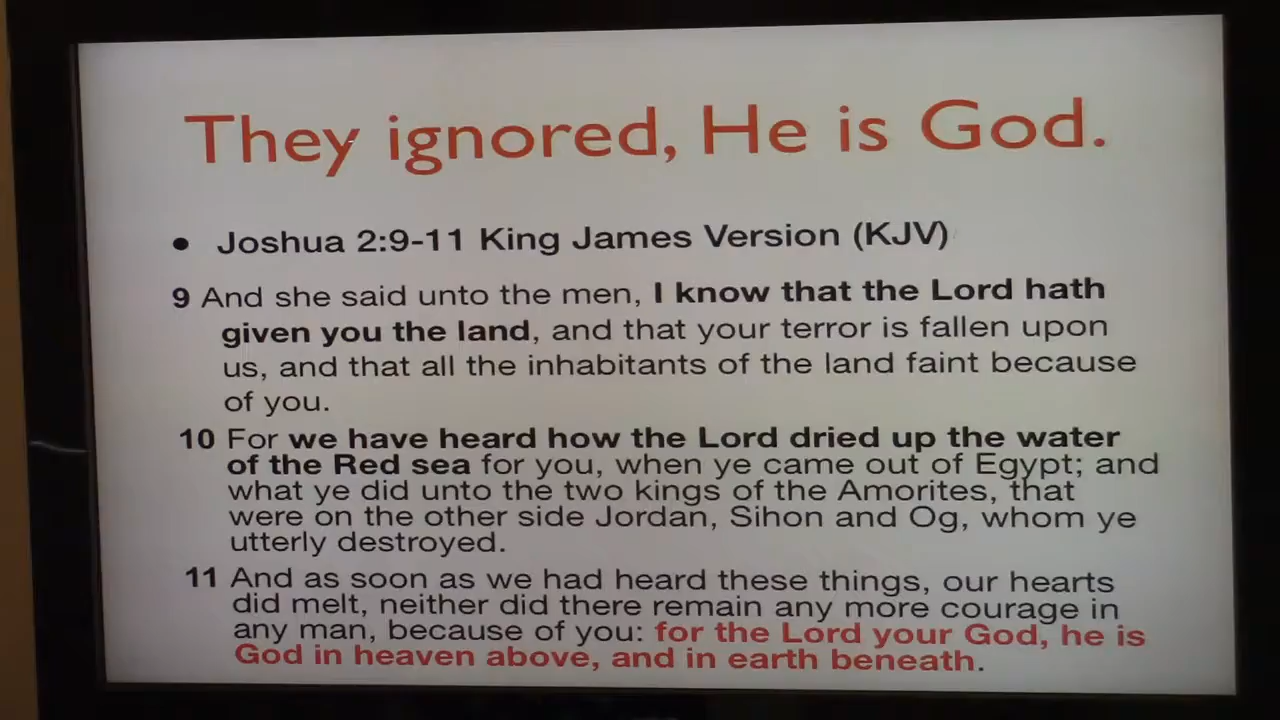 They ignored, He is God.
• Joshua 2:9-11 King James Version (KJV)
9 And she said unto the men, I know that the Lord hath
given you the land, and that your terror is fallen upon
us, and that all the inhabitants of the land faint because
of you.
10 For we have heard how the Lord dried up the water
of the Red sea for you, when ye came out of Egypt; and
what ye did unto the two kings of the Amorites, that
were on the other side Jordan, Sihon and Og, whom ye
utterly destroyed.
11 And as soon as we had heard these things, our hearts
did melt, neither did there remain any more courage in
any man, because of you: for the Lord your God, he is
God in heaven above, and in earth beneath.